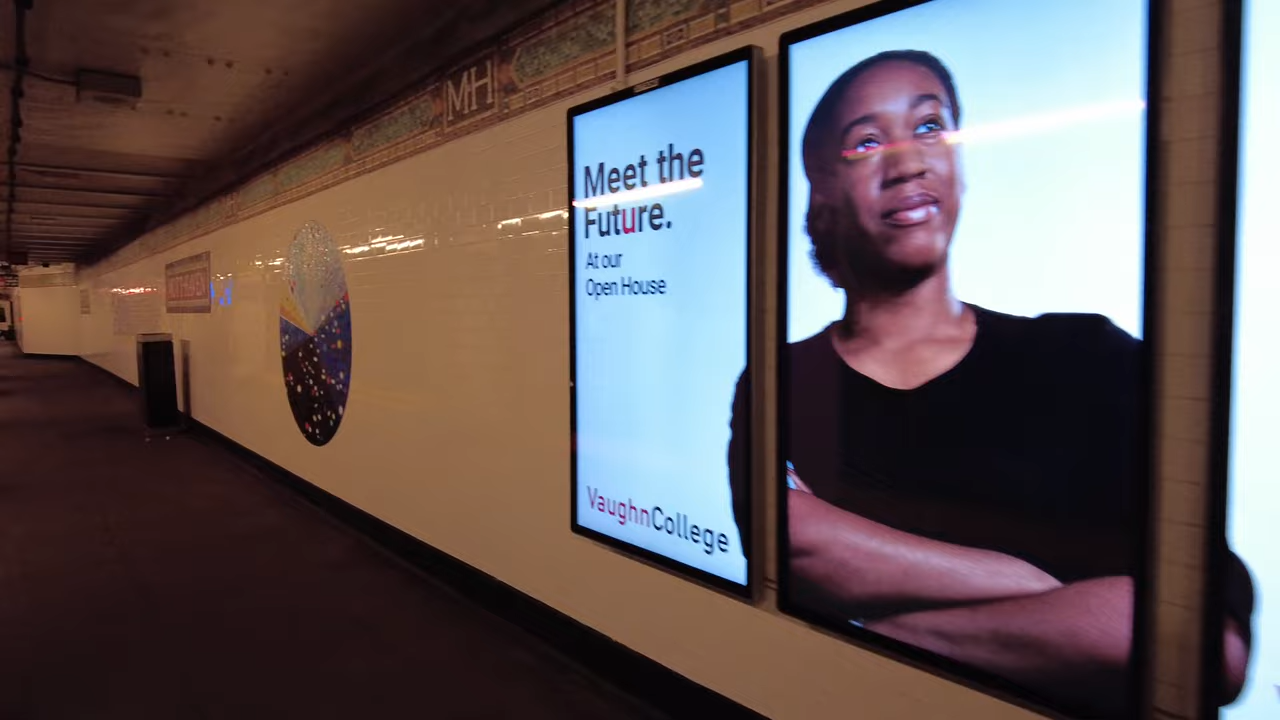 MH
Meet the
Future.
At our
Open House
VaughnCollege